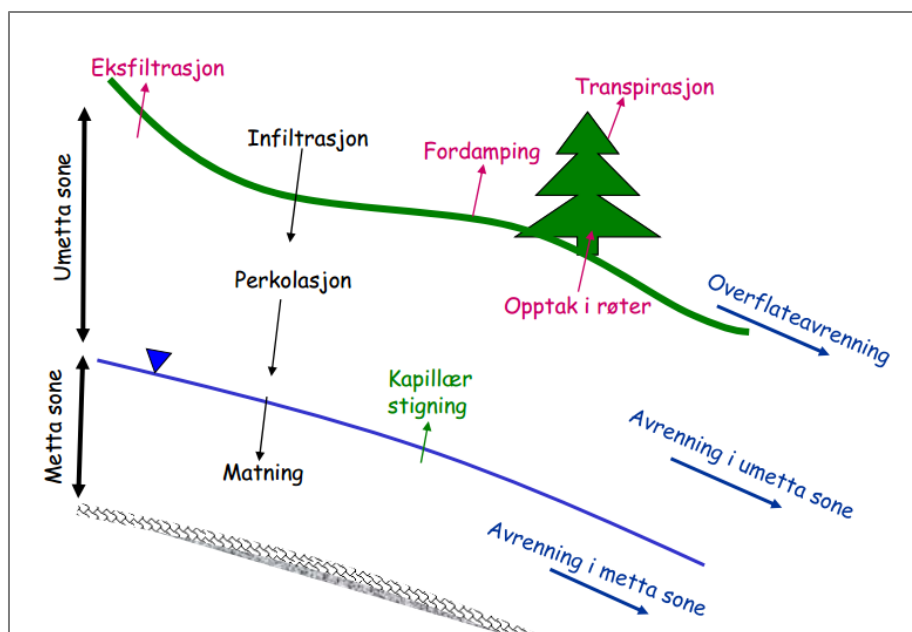 Eksfiltrasjon
Transpirasjon
Infiltrasjon
Fordamping
Umetta sone
Perkolasjon
Opptak i røter
Overflateavrenning
Metta sone
Kapillær
stigning
Matning
Avrenning i umetta sone
Avrenning i metta sone